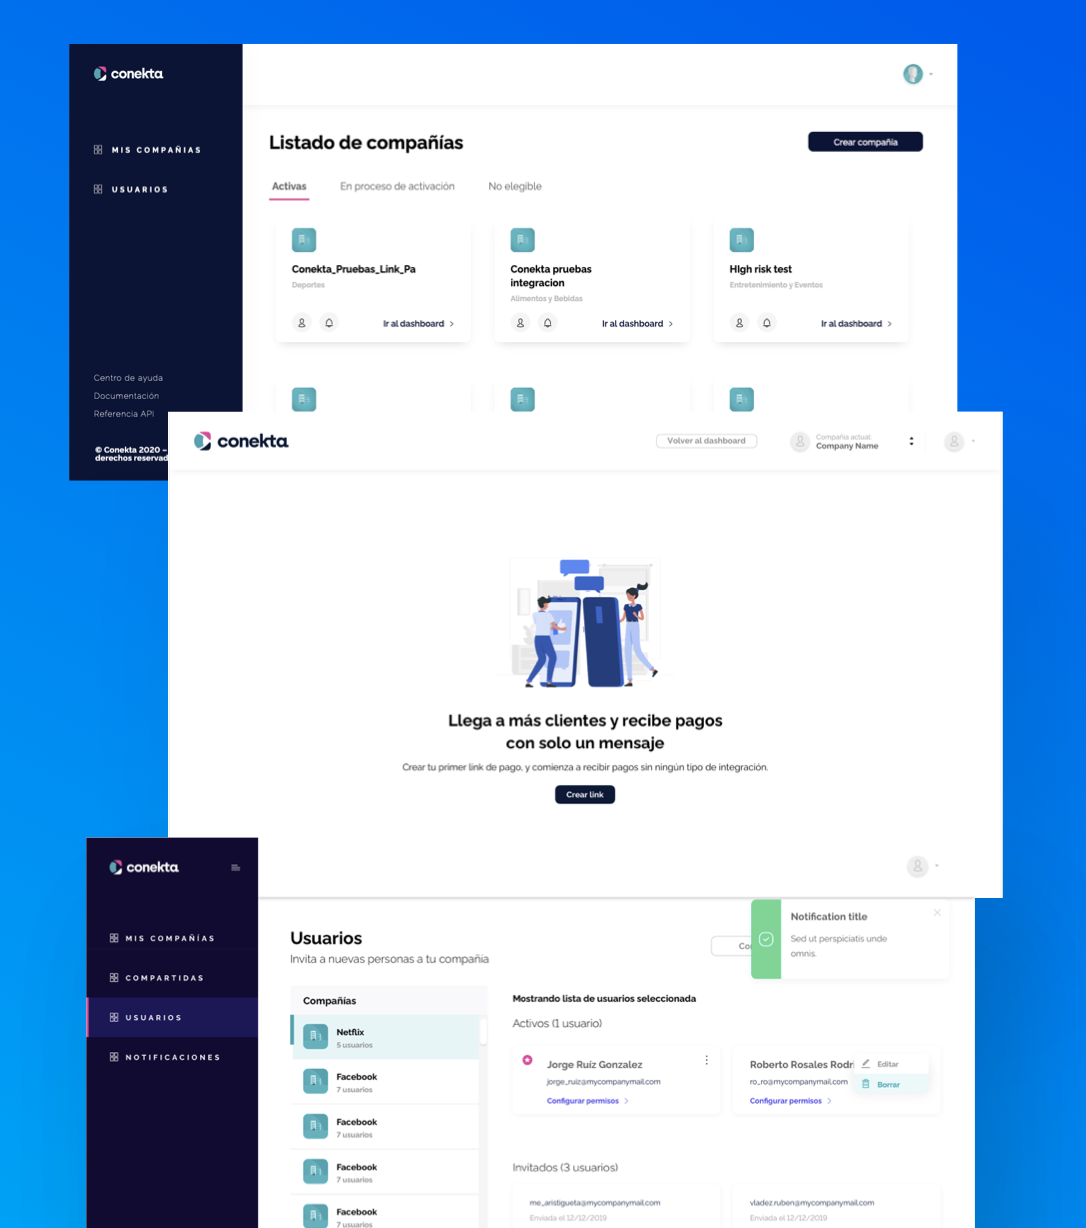 conekta
MIS COMPAÑIAS
USUARIOS
Centro de ayuda
Documentación
Referencia API
© Conekta 2020 –
derechos reservad
Listado de compañías
Crear compañia
Activas
En proceso de activación
No elegible
Conekta_Pruebas_Link_Pa
Deportes
Ir al dashboard
Conekta pruebas
integracion
Alimentos y Bebidas
Ir al dashboard
HIgh risk test
Entretenimiento y Eventos
Ir al dashboard
conekta
Volver al dashboard
Compañia actual
Company Name
Llega a más clientes y recibe pagos
con solo un mensaje
Crear tu primer link de pago, y comienza a recibir pagos sin ningún tipo de integración.
Crear link
conekta
MIS COMPAÑÍAS
COMPARTIDAS
USUARIOS
NOTIFICACIONES
Usuarios
Invita a nuevas personas a tu compañia
Notification title
Sed ut perspiciatis unde
omnis.
Compañías
Netflix
5 usuarios
Facebook
7 usuarios
Facebook
7 usuarios
Facebook
7 usuarios
Facebook
7 usuarios
Mostrando lista de usuarios seleccionada
Activos (1 usuario)
Jorge Ruíz Gonzalez
jorge_ruiz@mycompanymail.com
Configurar permisos
Roberto Rosales Rodr
ro_ro@mycompanymail.com
Configurar permisos
Editar
Borrar
Invitados (3 usuarios)
me_aristigueta@mycompanymail.com
Enviada el 12/12/2019
vladez.ruben@mycompanymail.com
Enviada el 12/12/2019